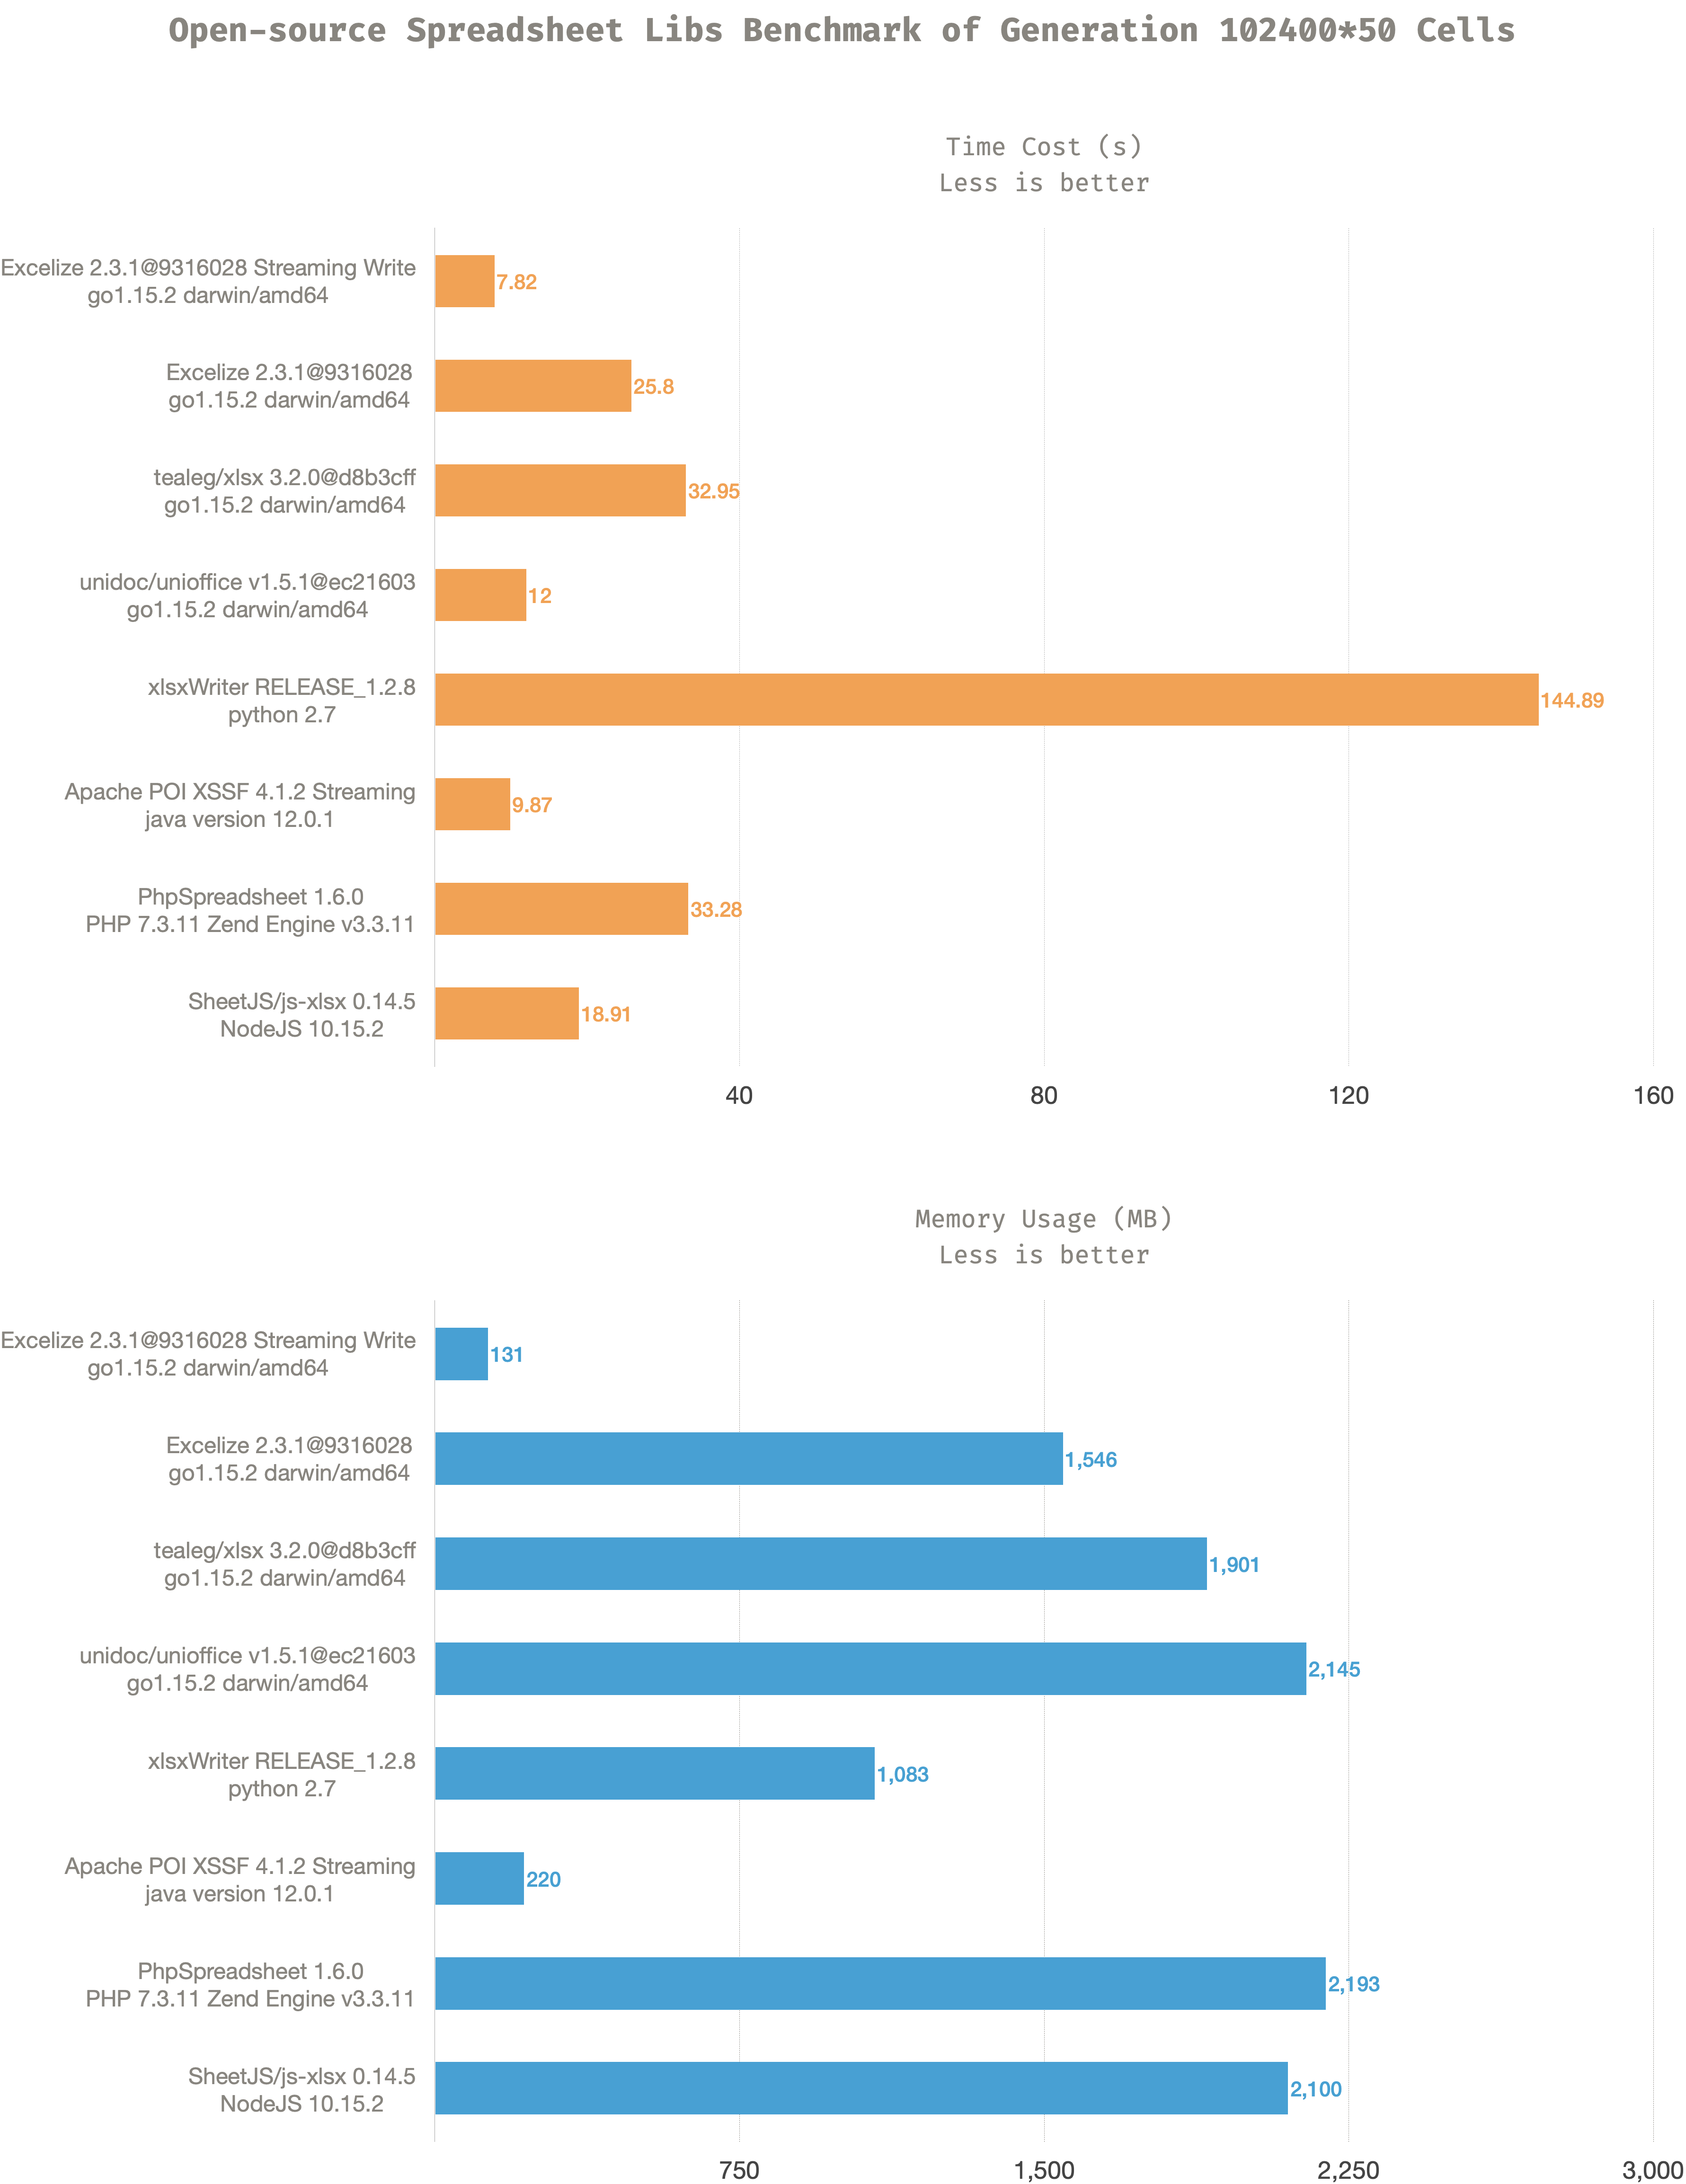 Open-source Spreadsheet Libs Benchmark of Generation 102400*50 Cells
Time Cost (s)
Less is better
Excelize 2.3.1@9316028 Streaming Write
go1.15.2 darwin/amd64
7.82
Excelize 2.3.1@9316028
go1.15.2 darwin/amd64
25.8
tealeg/xlsx 3.2.0@d8b3cff
go1.15.2 darwin/amd64
32.95
unidoc/unioffice v1.5.1@ec21603
go1.15.2 darwin/amd64
12
xlsxWriter RELEASE_1.2.8
python 2.7
144.89
Apache POI XSSF 4.1.2 Streaming
java version 12.0.1
9.87
PhpSpreadsheet 1.6.0
PHP 7.3.11 Zend Engine v3.3.11
33.28
SheetJS/js-xlsx 0.14.5
NodeJS 10.15.2
18.91
40 80 120 160
Memory Usage (MB)
Less is better
Excelize 2.3.1@9316028 Streaming Write
go1.15.2 darwin/amd64
131
Excelize 2.3.1@9316028
go1.15.2 darwin/amd64
1,546
tealeg/xlsx 3.2.0@d8b3cff
go1.15.2 darwin/amd64
1,901
unidoc/unioffice v1.5.1@ec21603
go1.15.2 darwin/amd64
2,145
xlsxWriter RELEASE_1.2.8
python 2.7
1,083
Apache POI XSSF 4.1.2 Streaming
java version 12.0.1
220
PhpSpreadsheet 1.6.0
PHP 7.3.11 Zend Engine v3.3.11
2,193
SheetJS/js-xlsx 0.14.5
NodeJS 10.15.2
2,100
750 1,500 2,250 3,000